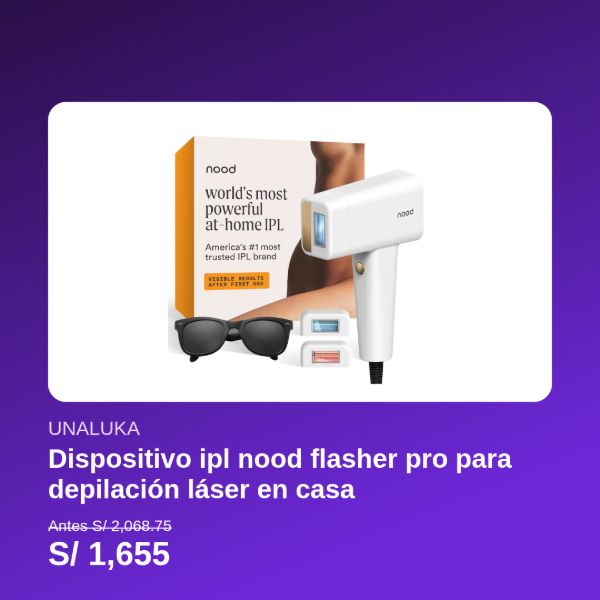 nood
world's most
powerful
at-home IPL
America's #1 most
trusted IPL brand
VISIBLE RESULTS
AFTER FIRST USE
nood
UNALUKA
Dispositivo ipl nood flasher pro para
depilación láser en casa
Antes S/ 2,068.75
S/ 1,655